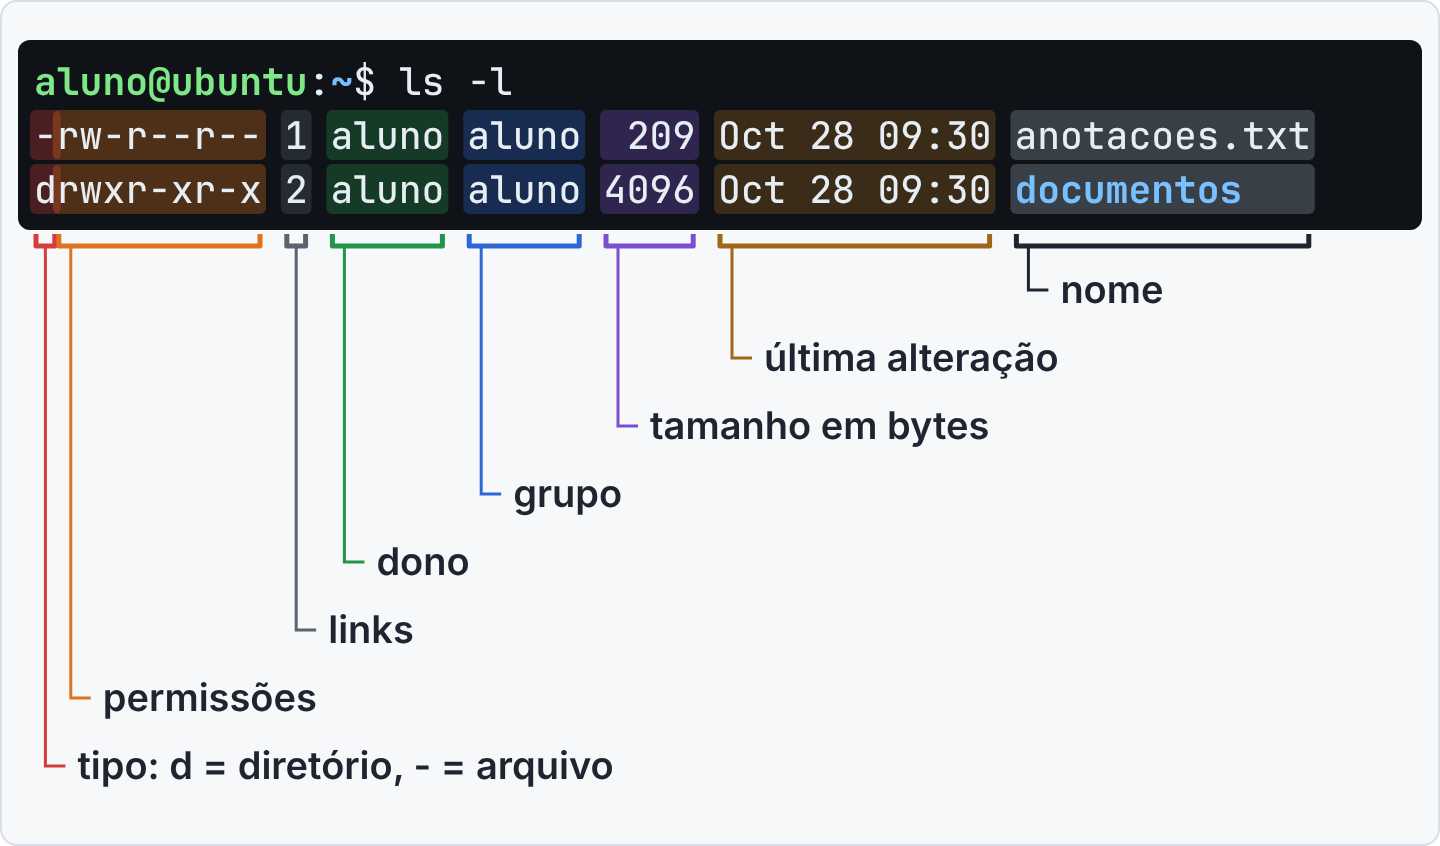 aluno@ubuntu:~$ ls -l
-rw-r--r-- 1 aluno aluno  209 Oct 28 09:30 anotacoes.txt
drwxr-xr-x 2 aluno aluno 4096 Oct 28 09:30 documentos
nome
última alteração
tamanho em bytes
grupo
dono
links
permissões
tipo: d = diretório, - = arquivo